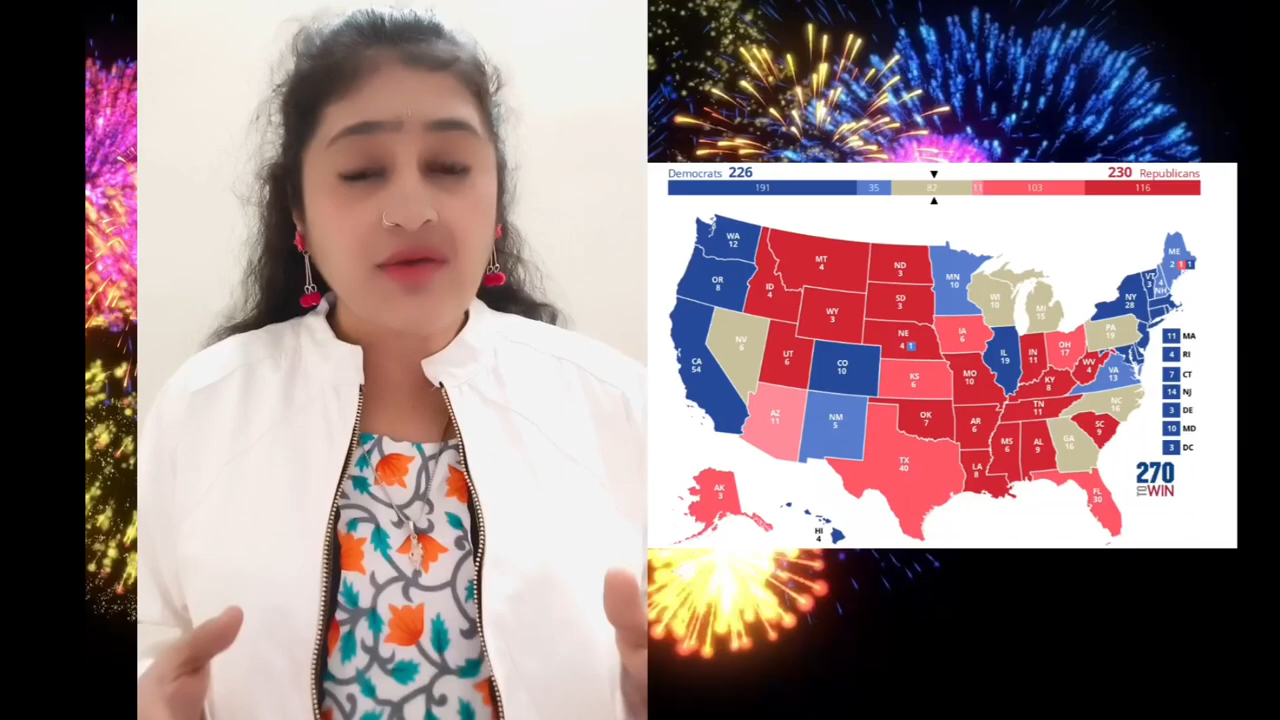 Democrats 226
230 Republicans
191 35 82 11 103 116
WA
12
OR
8
CA
54
NV
6
ID
4
MT
4
WY
3
UT
6
AZ
11
CO
10
NM
5
ND
3
SD
3
NE
4 1
KS
6
OK
7
TX
40
MN
10
IA
6
MO
10
AR
6
LA
8
WI
10
IL
19
MI
15
IN
11
OH
17
KY
8
TN
11
MS
6
AL
9
GA
16
FL
30
SC
9
NC
16
VA
13
WV
4
PA
19
NY
28
VT
3
4
NH
ME
2 1 1
11 MA
4 RI
7 CT
14 NJ
3 DE
10 MD
3 DC
AK
3
HI
4
270
TO WIN